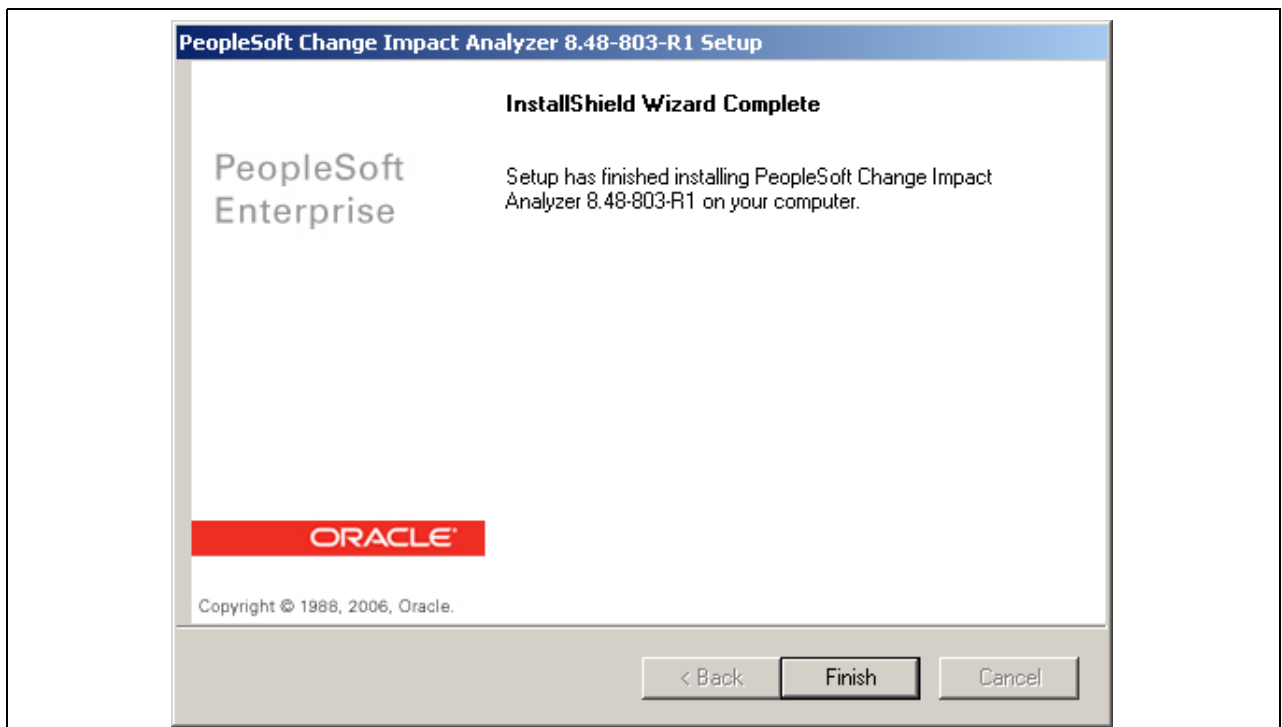 PeopleSoft Change Impact Analyzer 8.48-803-R1 Setup
InstallShield Wizard Complete
PeopleSoft
Enterprise
Setup has finished installing PeopleSoft Change Impact
Analyzer 8.48-803-R1 on your computer.
ORACLE
Copyright © 1988, 2006, Oracle.
< Back
Finish
Cancel